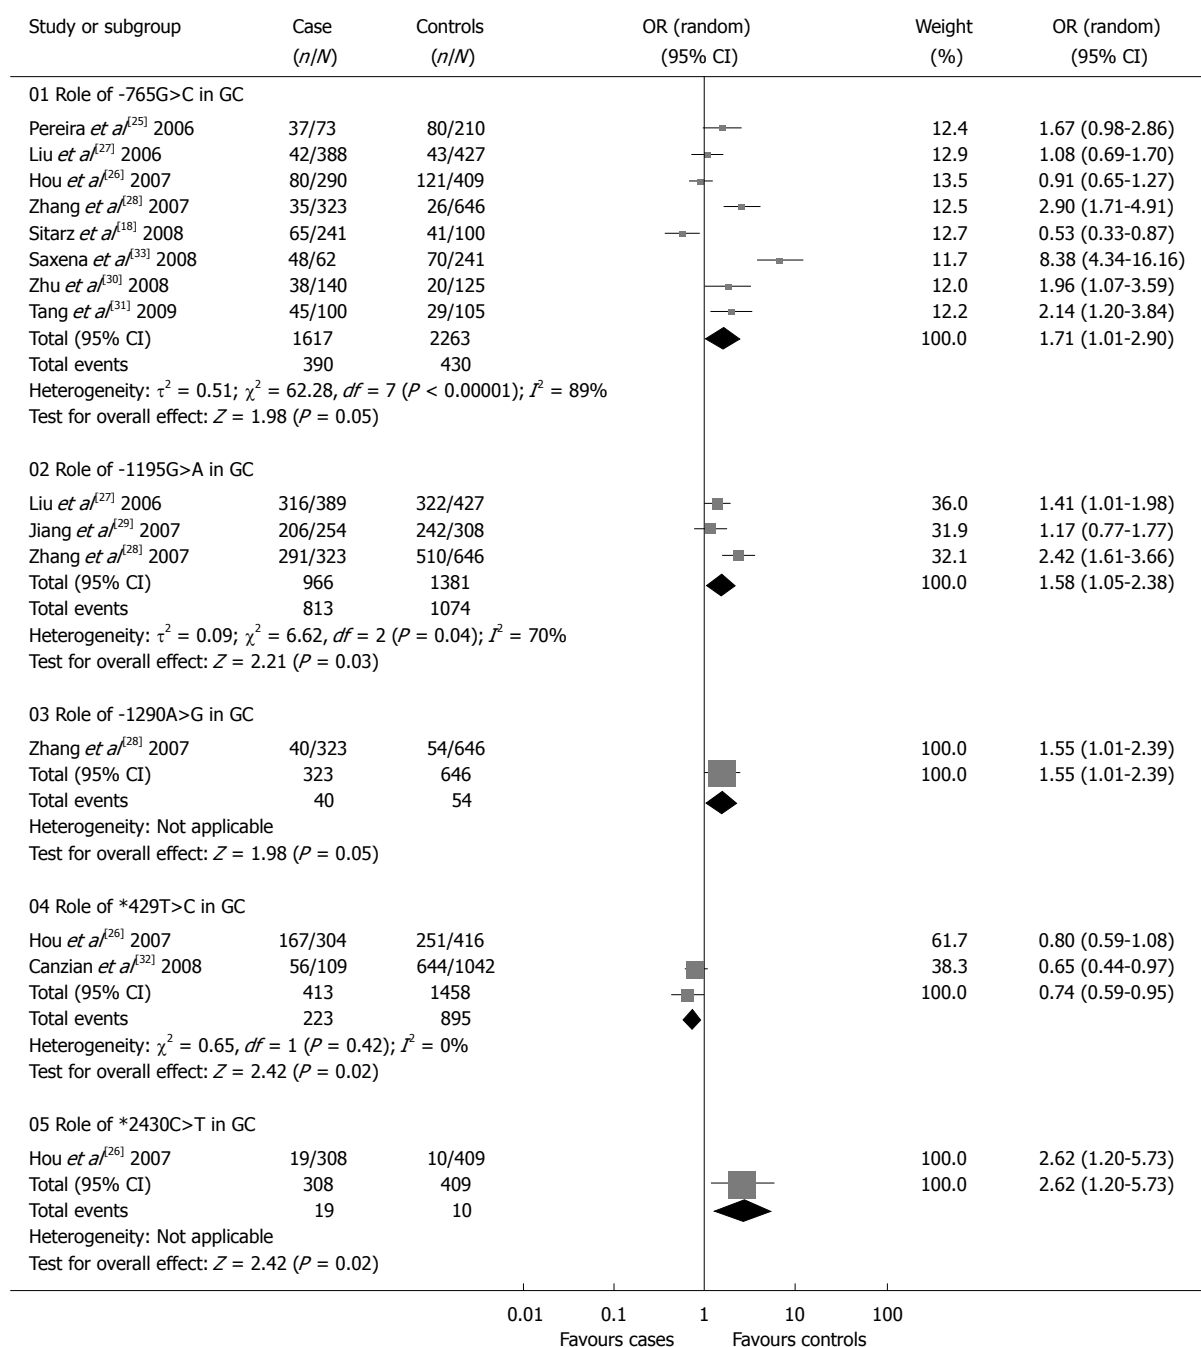 Study or subgroup Case Controls OR (random) Weight OR (random)
(n/N) (n/N) (95% CI) (%) (95% CI)
01 Role of -765G>C in GC
Pereira et al[25] 2006 37/73 80/210 12.4 1.67 (0.98-2.86)
Liu et al[27] 2006 42/388 43/427 12.9 1.08 (0.69-1.70)
Hou et al[26] 2007 80/290 121/409 13.5 0.91 (0.65-1.27)
Zhang et al[28] 2007 35/323 26/646 12.5 2.90 (1.71-4.91)
Sitarz et al[18] 2008 65/241 41/100 12.7 0.53 (0.33-0.87)
Saxena et al[33] 2008 48/62 70/241 11.7 8.38 (4.34-16.16)
Zhu et al[30] 2008 38/140 20/125 12.0 1.96 (1.07-3.59)
Tang et al[31] 2009 45/100 29/105 12.2 2.14 (1.20-3.84)
Total (95% CI) 1617 2263 100.0 1.71 (1.01-2.90)
Total events 390 430
Heterogeneity: τ² = 0.51; χ² = 62.28, df = 7 (P < 0.00001); I² = 89%
Test for overall effect: Z = 1.98 (P = 0.05)
02 Role of -1195G>A in GC
Liu et al[27] 2006 316/389 322/427 36.0 1.41 (1.01-1.98)
Jiang et al[29] 2007 206/254 242/308 31.9 1.17 (0.77-1.77)
Zhang et al[28] 2007 291/323 510/646 32.1 2.42 (1.61-3.66)
Total (95% CI) 966 1381 100.0 1.58 (1.05-2.38)
Total events 813 1074
Heterogeneity: τ² = 0.09; χ² = 6.62, df = 2 (P = 0.04); I² = 70%
Test for overall effect: Z = 2.21 (P = 0.03)
03 Role of -1290A>G in GC
Zhang et al[28] 2007 40/323 54/646 100.0 1.55 (1.01-2.39)
Total (95% CI) 323 646 100.0 1.55 (1.01-2.39)
Total events 40 54
Heterogeneity: Not applicable
Test for overall effect: Z = 1.98 (P = 0.05)
04 Role of *429T>C in GC
Hou et al[26] 2007 167/304 251/416 61.7 0.80 (0.59-1.08)
Canzian et al[32] 2008 56/109 644/1042 38.3 0.65 (0.44-0.97)
Total (95% CI) 413 1458 100.0 0.74 (0.59-0.95)
Total events 223 895
Heterogeneity: χ² = 0.65, df = 1 (P = 0.42); I² = 0%
Test for overall effect: Z = 2.42 (P = 0.02)
05 Role of *2430C>T in GC
Hou et al[26] 2007 19/308 10/409 100.0 2.62 (1.20-5.73)
Total (95% CI) 308 409 100.0 2.62 (1.20-5.73)
Total events 19 10
Heterogeneity: Not applicable
Test for overall effect: Z = 2.42 (P = 0.02)
0.01 0.1 1 10 100
Favours cases Favours controls